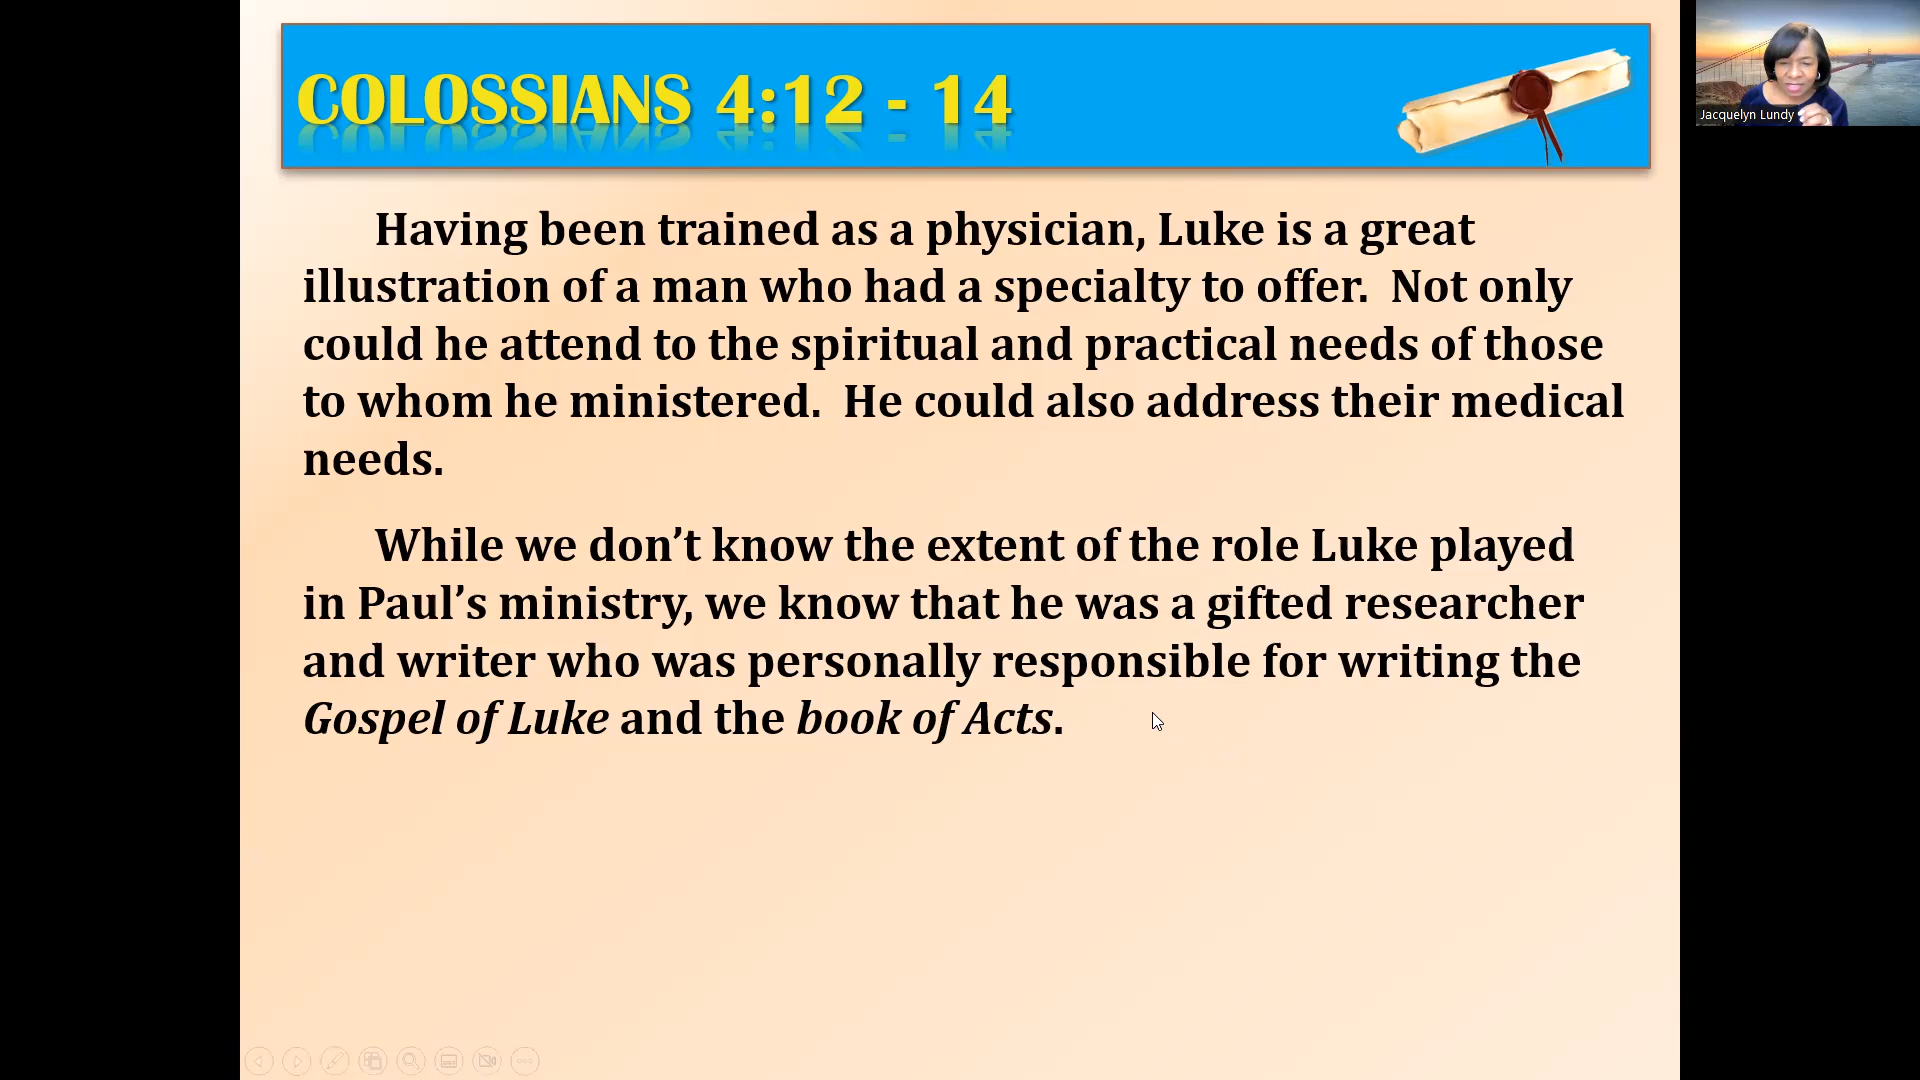 COLOSSIANS 4:12 - 14
Jacquelyn Lundy
Having been trained as a physician, Luke is a great
illustration of a man who had a specialty to offer.  Not only
could he attend to the spiritual and practical needs of those
to whom he ministered.  He could also address their medical
needs.
While we don’t know the extent of the role Luke played
in Paul’s ministry, we know that he was a gifted researcher
and writer who was personally responsible for writing the
Gospel of Luke and the book of Acts.